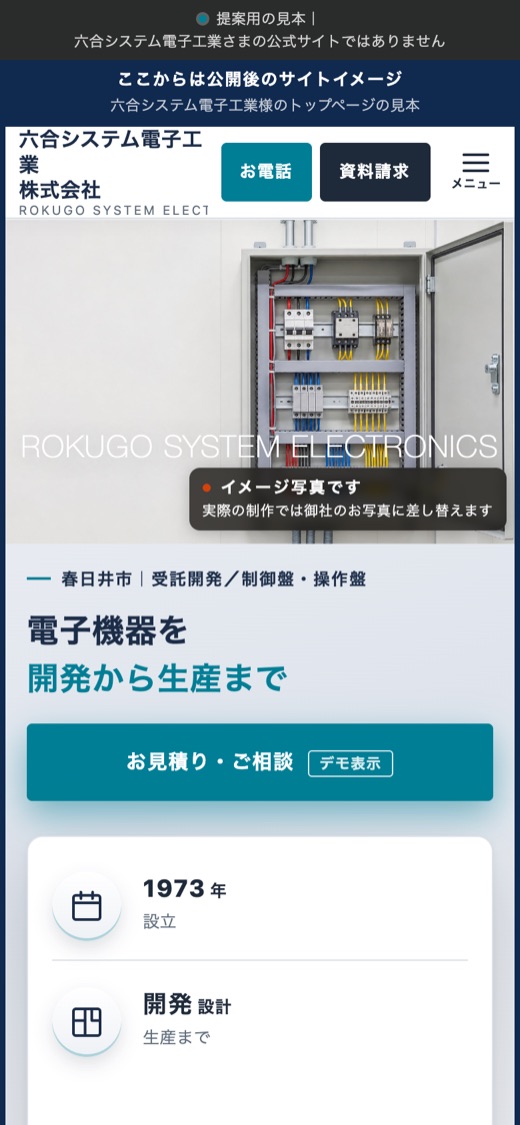 提案用の見本｜
六合システム電子工業さまの公式サイトではありません
ここからは公開後のサイトイメージ
六合システム電子工業様のトップページの見本
六合システム電子工
業
株式会社
ROKUGO SYSTEM ELECT
お電話
資料請求
メニュー
ROKUGO SYSTEM ELECTRONICS
イメージ写真です
実際の制作では御社のお写真に差し替えます
春日井市｜受託開発／制御盤・操作盤
電子機器を
開発から生産まで
お見積り・ご相談 デモ表示
1973 年
設立
開発 設計
生産まで